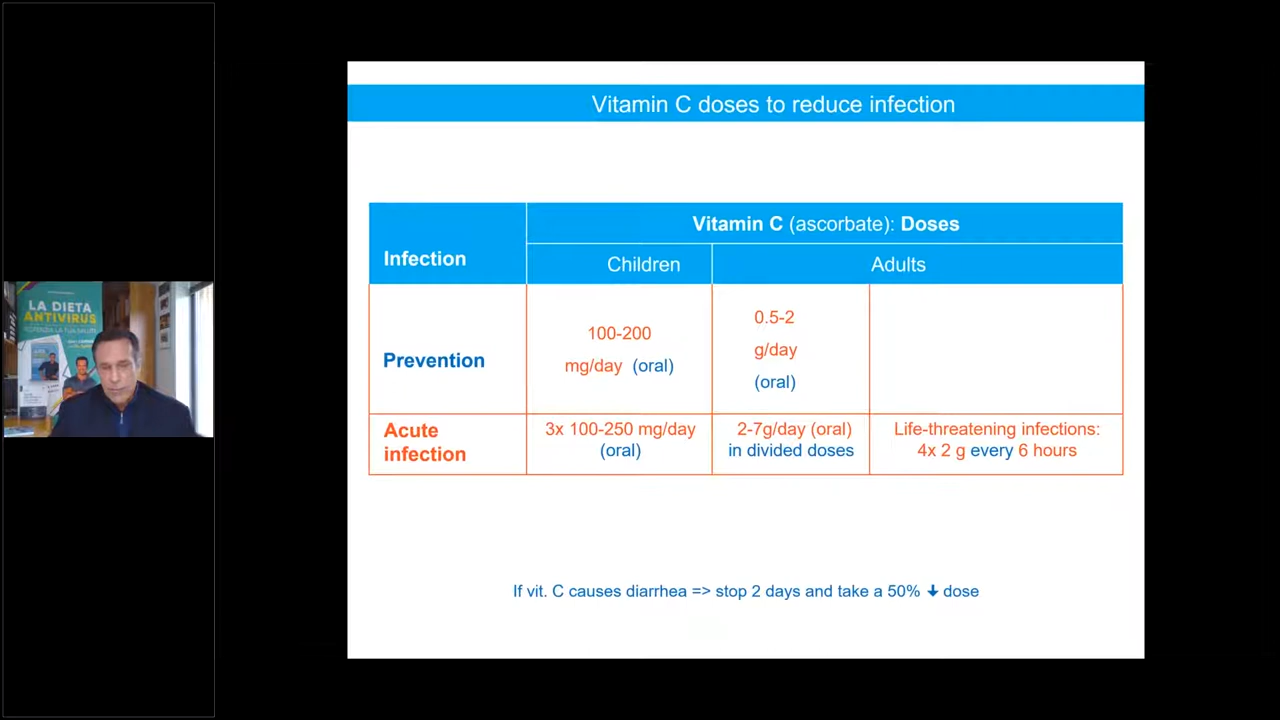 Vitamin C doses to reduce infection
Infection
Vitamin C (ascorbate): Doses
Children
Adults
Prevention
100-200
mg/day (oral)
0.5-2
g/day
(oral)
Acute
infection
3x 100-250 mg/day
(oral)
2-7g/day (oral)
in divided doses
Life-threatening infections:
4x 2 g every 6 hours
If vit. C causes diarrhea => stop 2 days and take a 50% 🡇 dose
LA DIETA
ANTIVIRUS